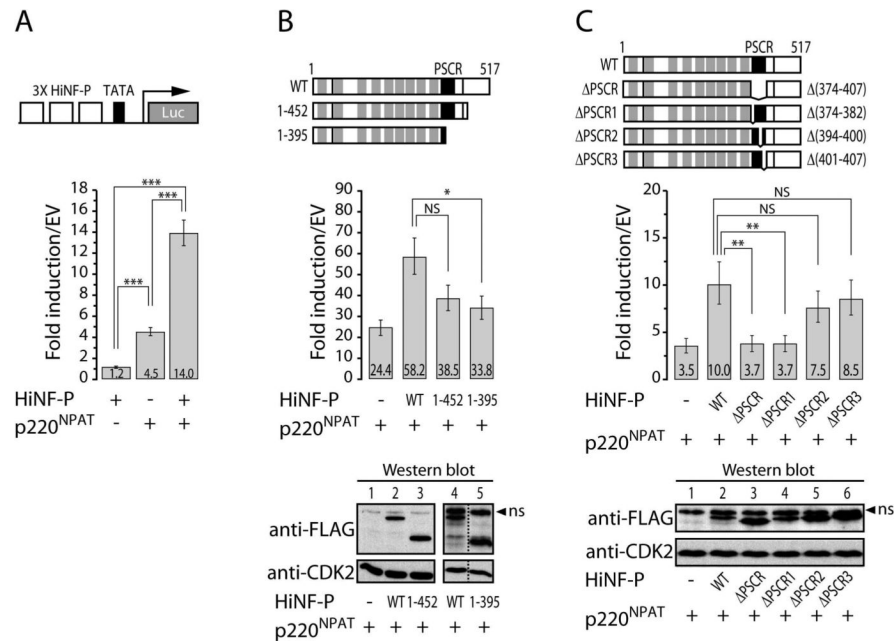 A
3X HiNF-P TATA
Luc
Fold induction/EV
18
16
14
12
10
8
6
4
2
0
***
***
***
1.2 4.5 14.0
HiNF-P + - +
p220NPAT - + +
B
1 PSCR 517
WT
1-452
1-395
Fold induction/EV
90
80
70
60
50
40
30
20
10
0
*
NS
24.4 58.2 38.5 33.8
HiNF-P - WT 1-452 1-395
p220NPAT + + + +
Western blot
1 2 3 4 5
anti-FLAG ns
anti-CDK2
HiNF-P - WT 1-452 WT 1-395
p220NPAT + + + + +
C
1 PSCR 517
WT
ΔPSCR Δ(374-407)
ΔPSCR1 Δ(374-382)
ΔPSCR2 Δ(394-400)
ΔPSCR3 Δ(401-407)
Fold induction/EV
20
15
10
5
0
NS
NS
**
**
3.5 10.0 3.7 3.7 7.5 8.5
HiNF-P - WT ΔPSCR ΔPSCR1 ΔPSCR2 ΔPSCR3
p220NPAT + + + + + +
Western blot
1 2 3 4 5 6
anti-FLAG ns
anti-CDK2
HiNF-P - WT ΔPSCR ΔPSCR1 ΔPSCR2 ΔPSCR3
p220NPAT + + + + + +